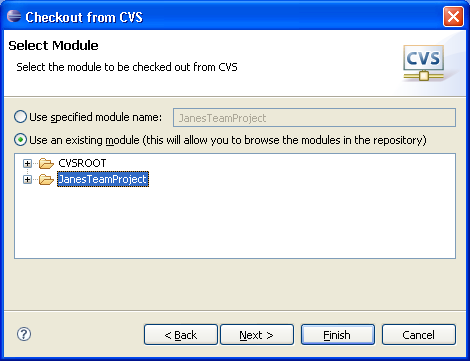 Checkout from CVS
Select Module
Select the module to be checked out from CVS
CVS
Use specified module name: JanesTeamProject
Use an existing module (this will allow you to browse the modules in the repository)
CVSROOT
JanesTeamProject
? < Back Next > Finish Cancel